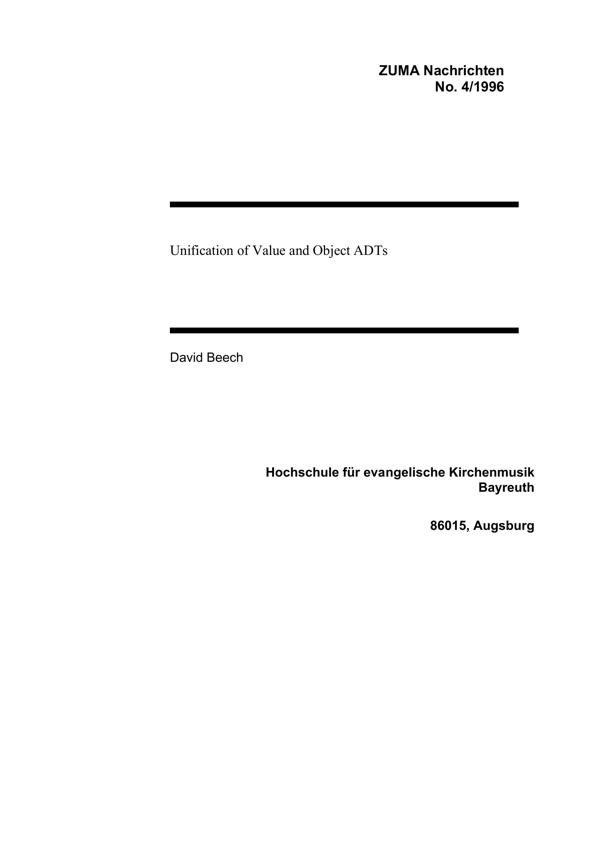 ZUMA Nachrichten
No. 4/1996
Unification of Value and Object ADTs
David Beech
Hochschule für evangelische Kirchenmusik
Bayreuth
86015, Augsburg